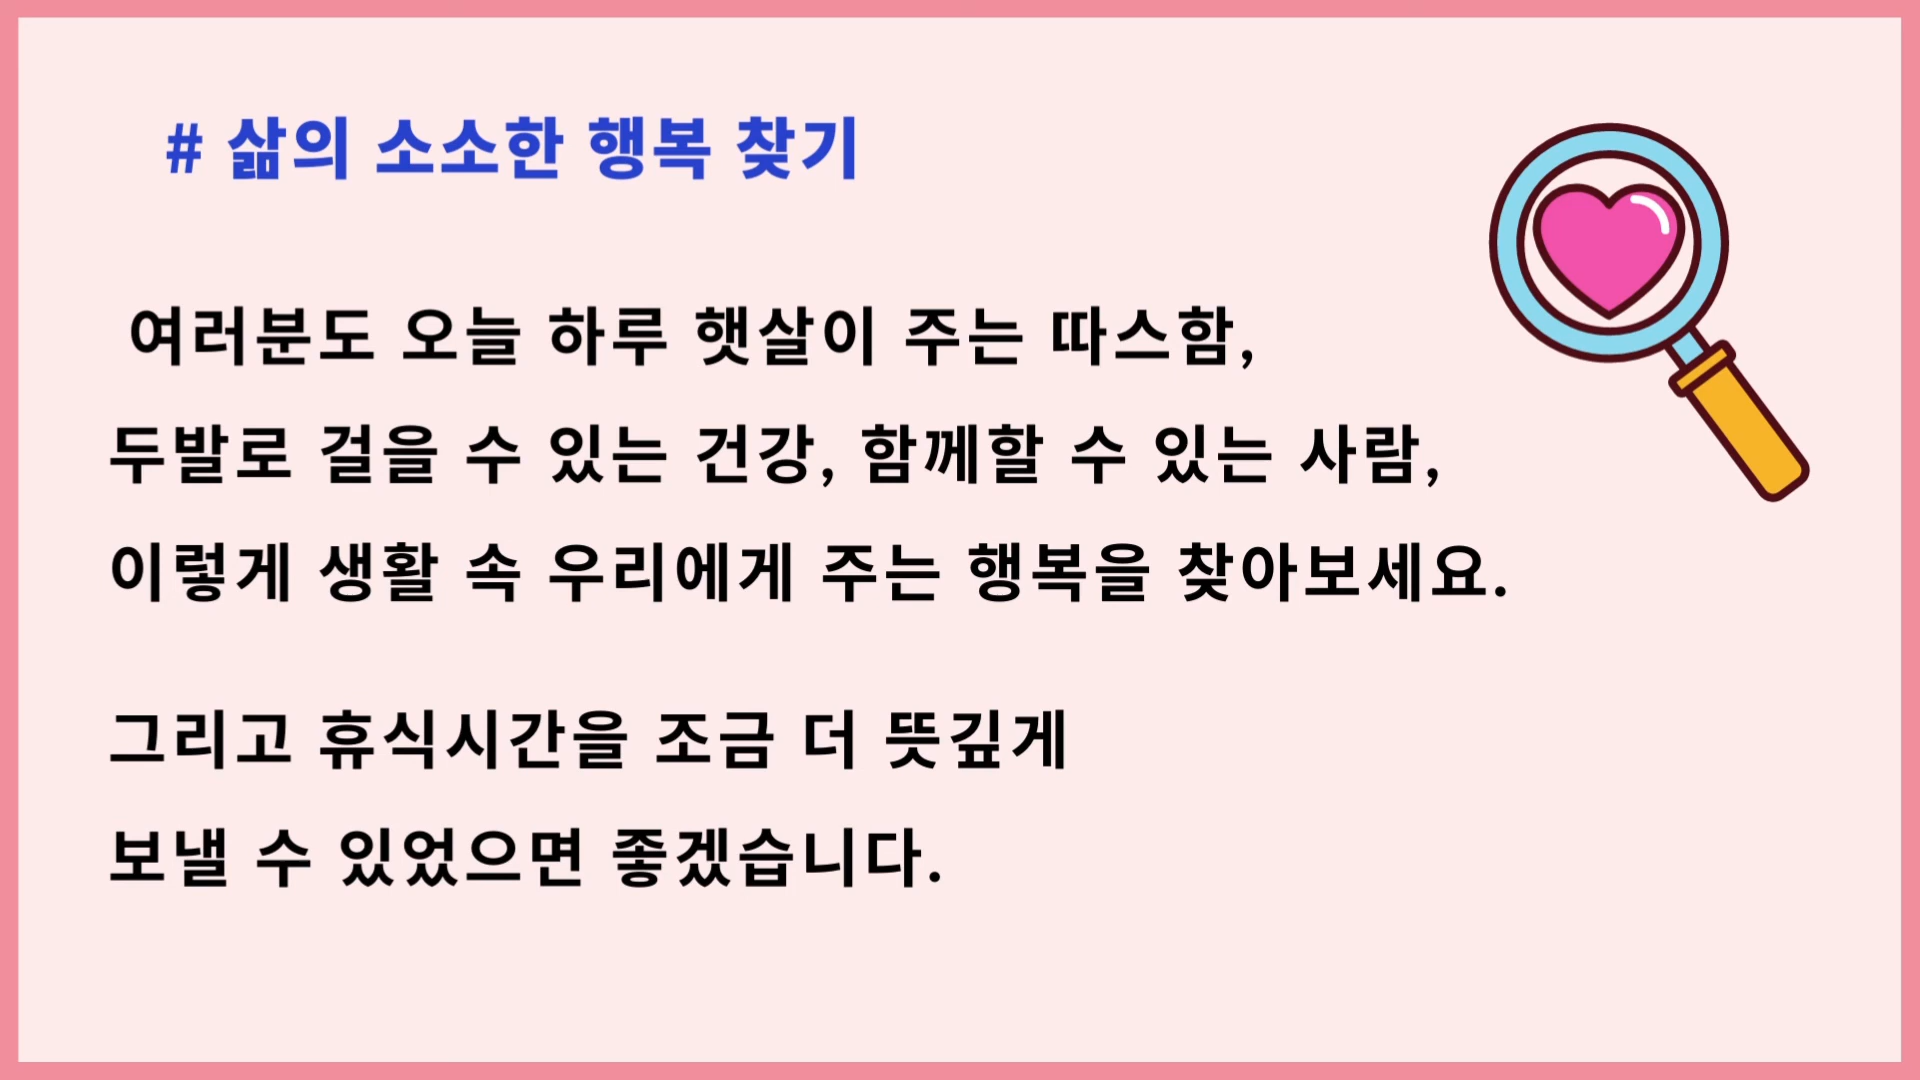 # 삶의 소소한 행복 찾기
여러분도 오늘 하루 햇살이 주는 따스함,
두발로 걸을 수 있는 건강, 함께할 수 있는 사람,
이렇게 생활 속 우리에게 주는 행복을 찾아보세요.
그리고 휴식시간을 조금 더 뜻깊게
보낼 수 있었으면 좋겠습니다.